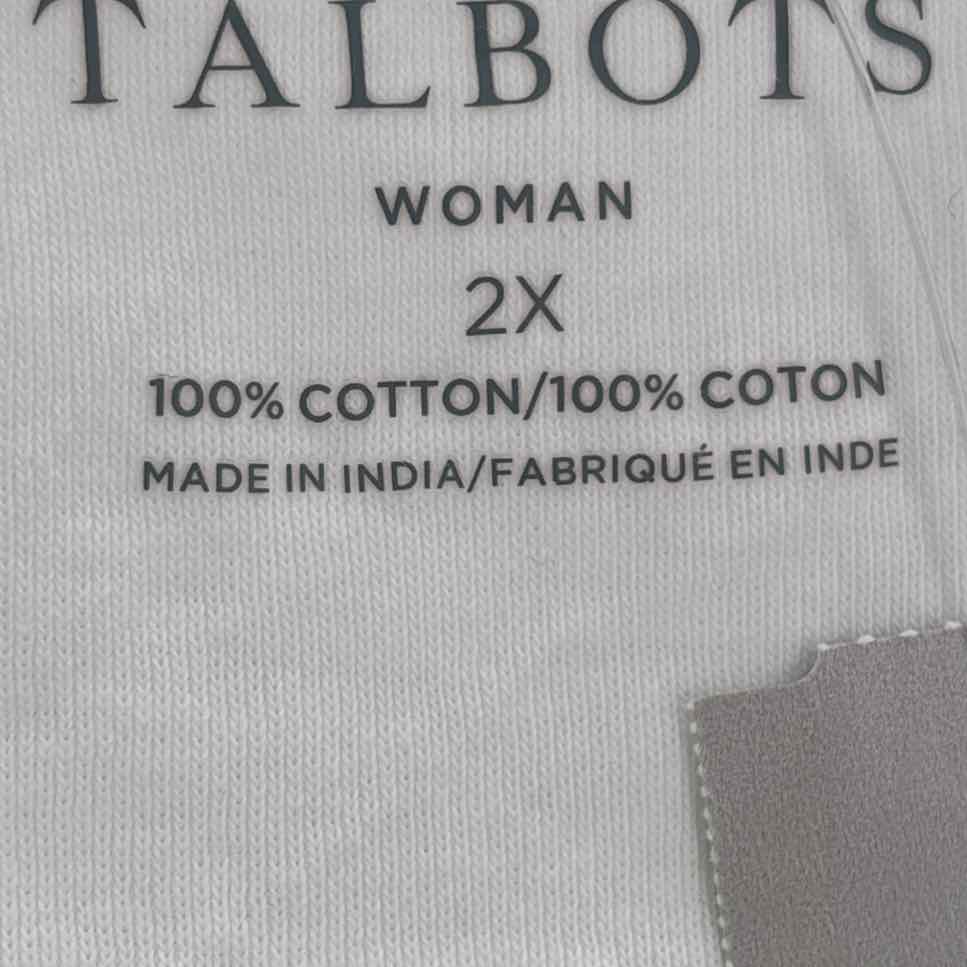 TALBOTS
WOMAN
2X
100% COTTON/100% COTON
MADE IN INDIA/FABRIQUÉ EN INDE